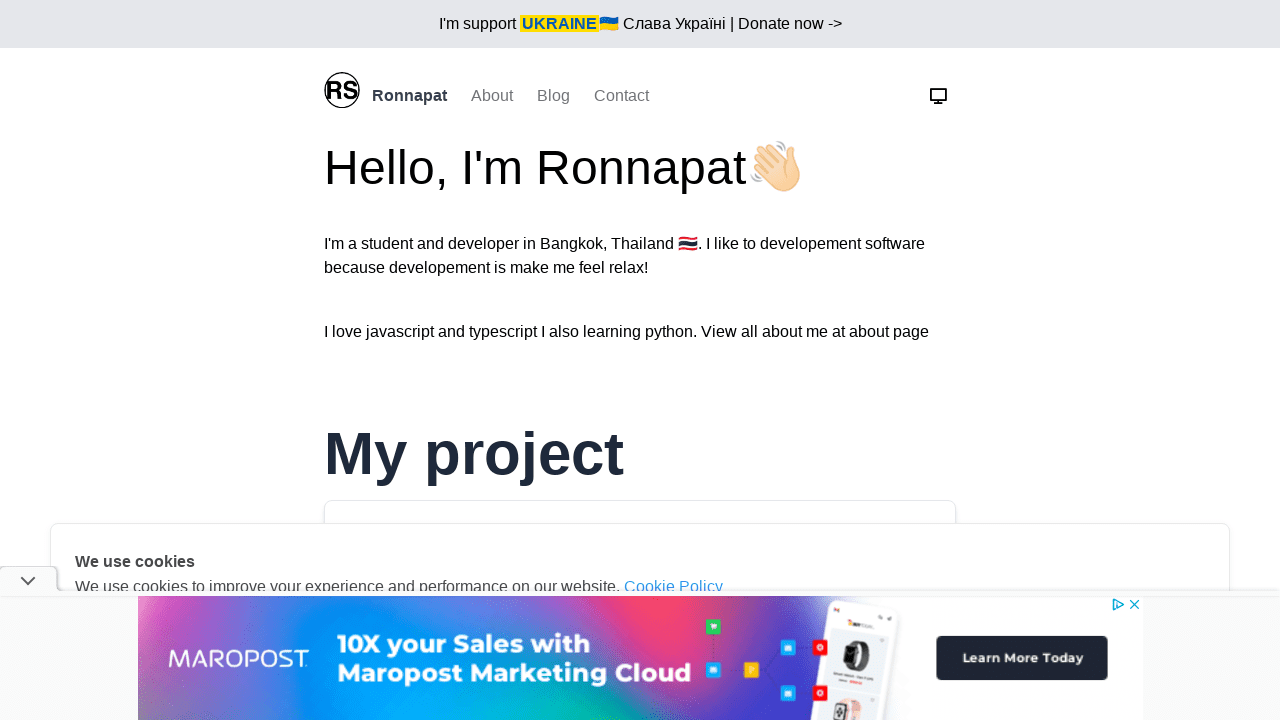 I'm support UKRAINE🇺🇦 Слава Україні | Donate now ->
RS Ronnapat About Blog Contact
Hello, I'm Ronnapat👋🏻
I'm a student and developer in Bangkok, Thailand 🇹🇭. I like to developement software
because developement is make me feel relax!
I love javascript and typescript I also learning python. View all about me at about page
My project
We use cookies
We use cookies to improve your experience and performance on our website. Cookie Policy
MAROPOST
10X your Sales with
Maropost Marketing Cloud
Learn More Today